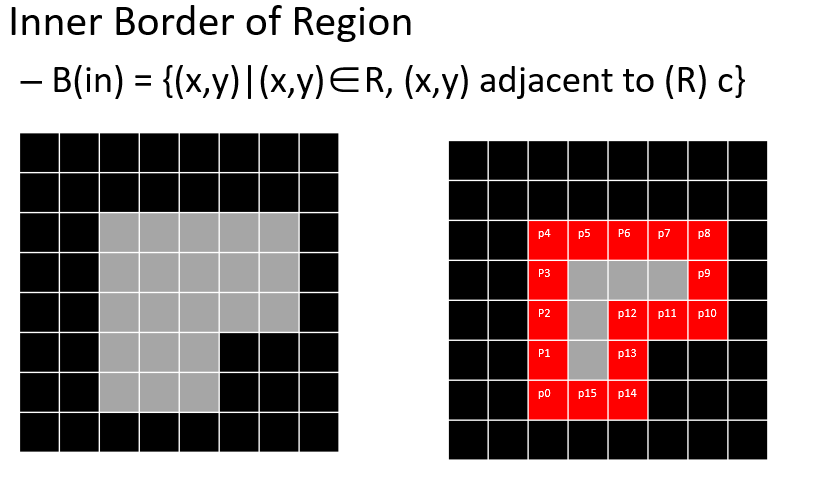 Inner Border of Region
– B(in) = {(x,y)|(x,y)∈R, (x,y) adjacent to (R) c}
p4 p5 P6 p7 p8
P3 p9
P2 p12 p11 p10
P1 p13
p0 p15 p14